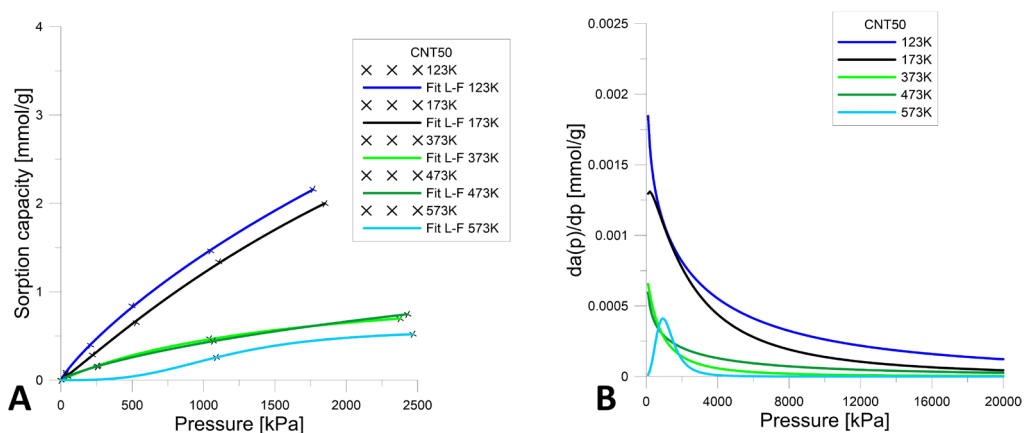 4
3
2
1
0
Sorption capacity [mmol/g]
0 500 1000 1500 2000 2500
Pressure [kPa]
CNT50
123K
Fit L-F 123K
173K
Fit L-F 173K
373K
Fit L-F 373K
473K
Fit L-F 473K
573K
Fit L-F 573K
A
0.0025
0.002
0.0015
0.001
0.0005
0
da(p)/dp [mmol/g]
0 4000 8000 12000 16000 20000
Pressure [kPa]
CNT50
123K
173K
373K
473K
573K
B